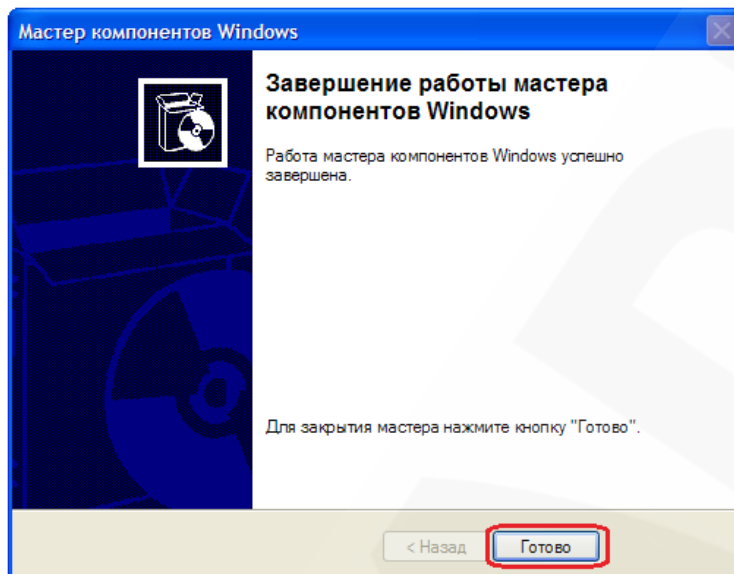 Мастер компонентов Windows
Завершение работы мастера
компонентов Windows
Работа мастера компонентов Windows успешно
завершена.
Для закрытия мастера нажмите кнопку "Готово".
< Назад
Готово